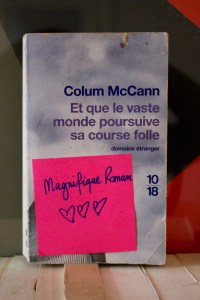 Colum McCann
Et que le vaste
monde poursuive
sa course folle
domaine étranger
Magnifique Roman
10
18